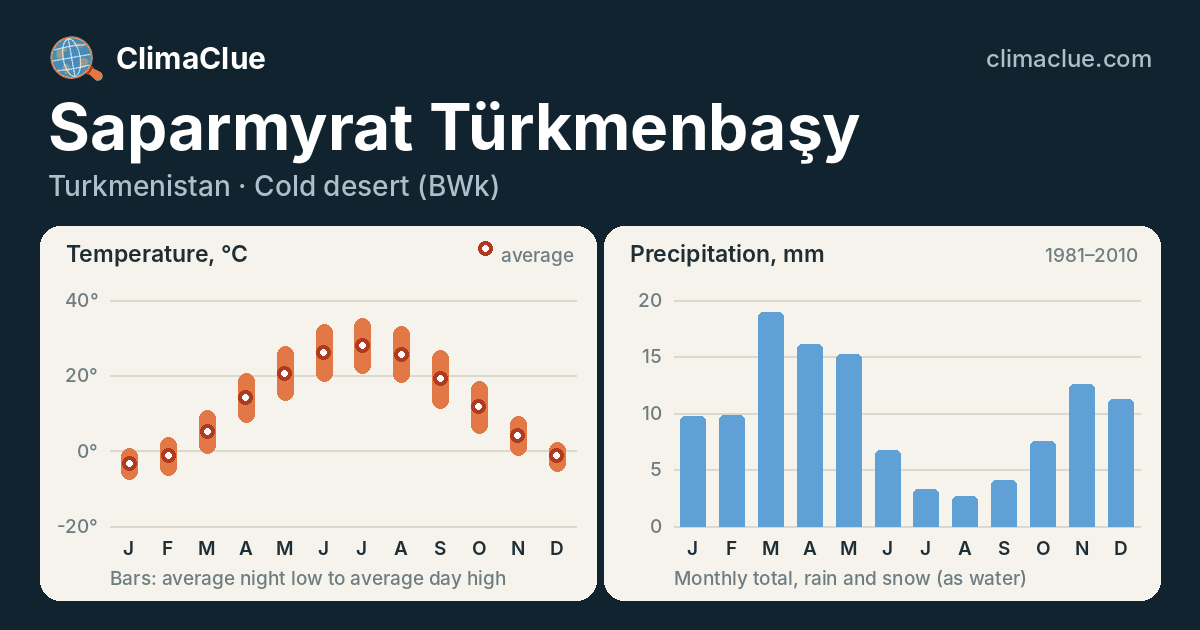 ClimaClue
climaclue.com
Saparmyrat Türkmenbaşy
Turkmenistan · Cold desert (BWk)
Temperature, °C
average
40°
20°
0°
-20°
J F M A M J J A S O N D
Bars: average night low to average day high
Precipitation, mm
1981–2010
20
15
10
5
0
J F M A M J J A S O N D
Monthly total, rain and snow (as water)